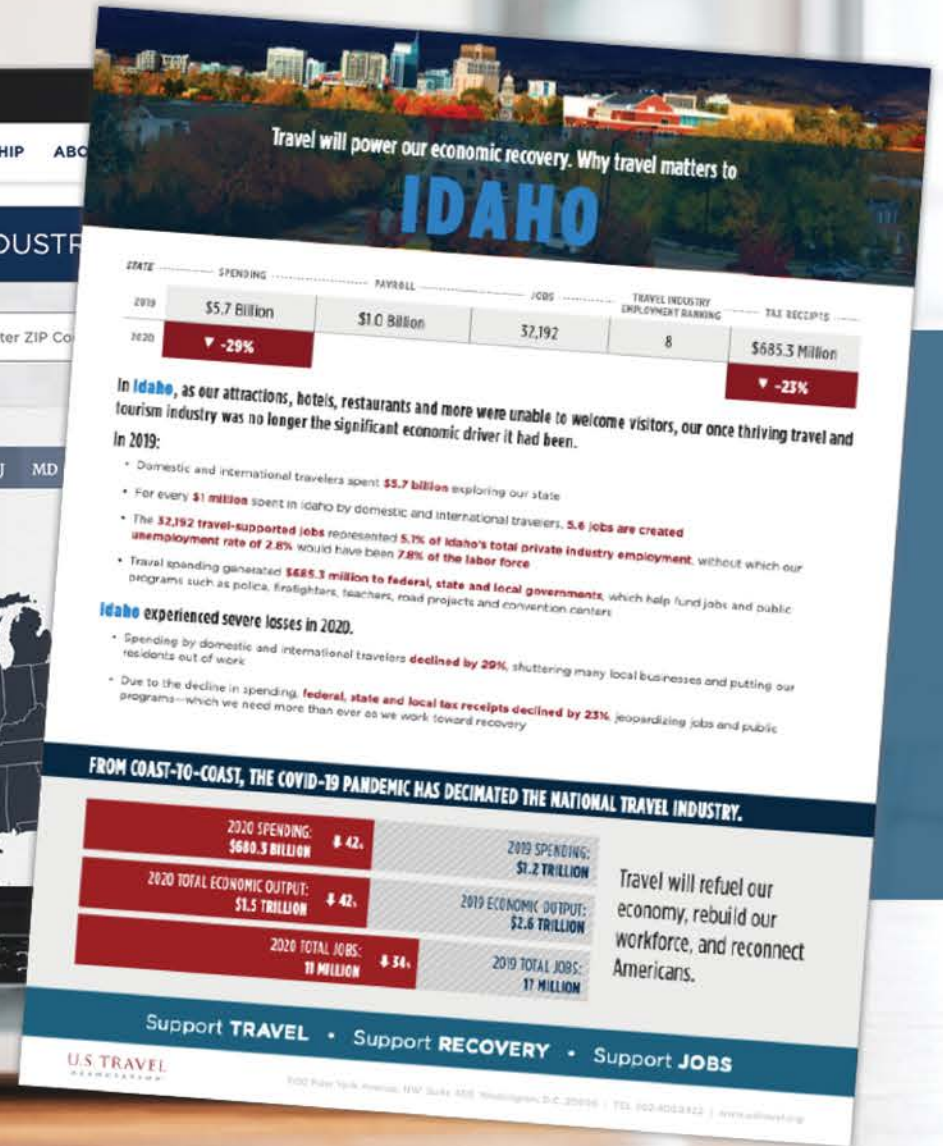 HIP ABO
DUSTR
ter ZIP Co
J MD
Travel will power our economic recovery. Why travel matters to
IDAHO
STATE SPENDING PAYROLL JOBS TRAVEL INDUSTRY EMPLOYMENT RANKING TAX RECEIPTS
2019 $5.7 Billion $1.0 Billion 32,192 8 $685.3 Million
2020 ▼ -29% ▼ -23%
In Idaho, as our attractions, hotels, restaurants and more were unable to welcome visitors, our once thriving travel and
tourism industry was no longer the significant economic driver it had been.
In 2019:
• Domestic and international travelers spent $5.7 billion exploring our state
• For every $1 million spent in Idaho by domestic and international travelers, 5.6 jobs are created
• The 32,192 travel-supported jobs represented 5.1% of Idaho's total private industry employment, without which our
unemployment rate of 2.8% would have been 7.8% of the labor force
• Travel spending generated $685.3 million to federal, state and local governments, which help fund jobs and public
programs such as police, firefighters, teachers, road projects and convention centers
Idaho experienced severe losses in 2020.
• Spending by domestic and international travelers declined by 29%, shuttering many local businesses and putting our
residents out of work
• Due to the decline in spending, federal, state and local tax receipts declined by 23%, jeopardizing jobs and public
programs—which we need more than ever as we work toward recovery
FROM COAST-TO-COAST, THE COVID-19 PANDEMIC HAS DECIMATED THE NATIONAL TRAVEL INDUSTRY.
2020 SPENDING:
$680.3 BILLION
42%
2019 SPENDING:
$1.2 TRILLION
2020 TOTAL ECONOMIC OUTPUT:
$1.5 TRILLION
42%
2019 ECONOMIC OUTPUT:
$2.6 TRILLION
2020 TOTAL JOBS:
11 MILLION
34%
2019 TOTAL JOBS:
17 MILLION
Travel will refuel our
economy, rebuild our
workforce, and reconnect
Americans.
Support TRAVEL • Support RECOVERY • Support JOBS
U.S. TRAVEL
ASSOCIATION